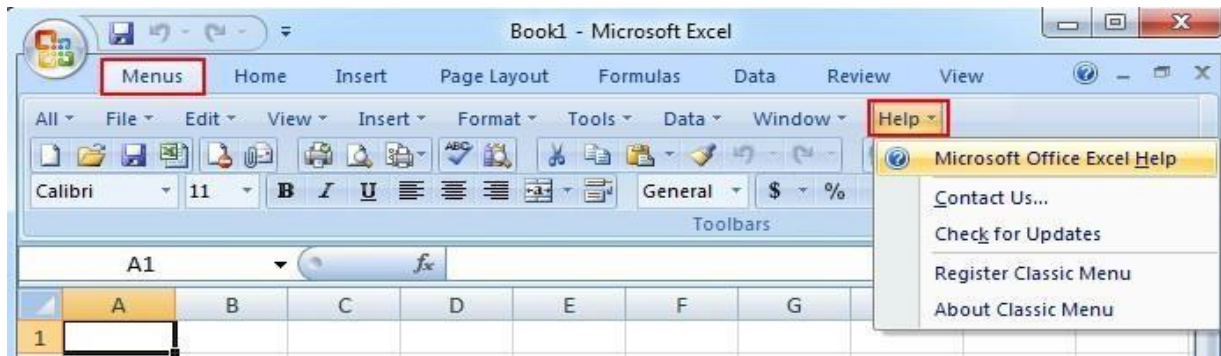 Book1 - Microsoft Excel
Menus Home Insert Page Layout Formulas Data Review View
All File Edit View Insert Format Tools Data Window Help
ABC
Calibri 11 B I U a General $ %
Toolbars
Microsoft Office Excel Help
Contact Us...
Check for Updates
Register Classic Menu
About Classic Menu
A1 fx
A B C D E F G
1